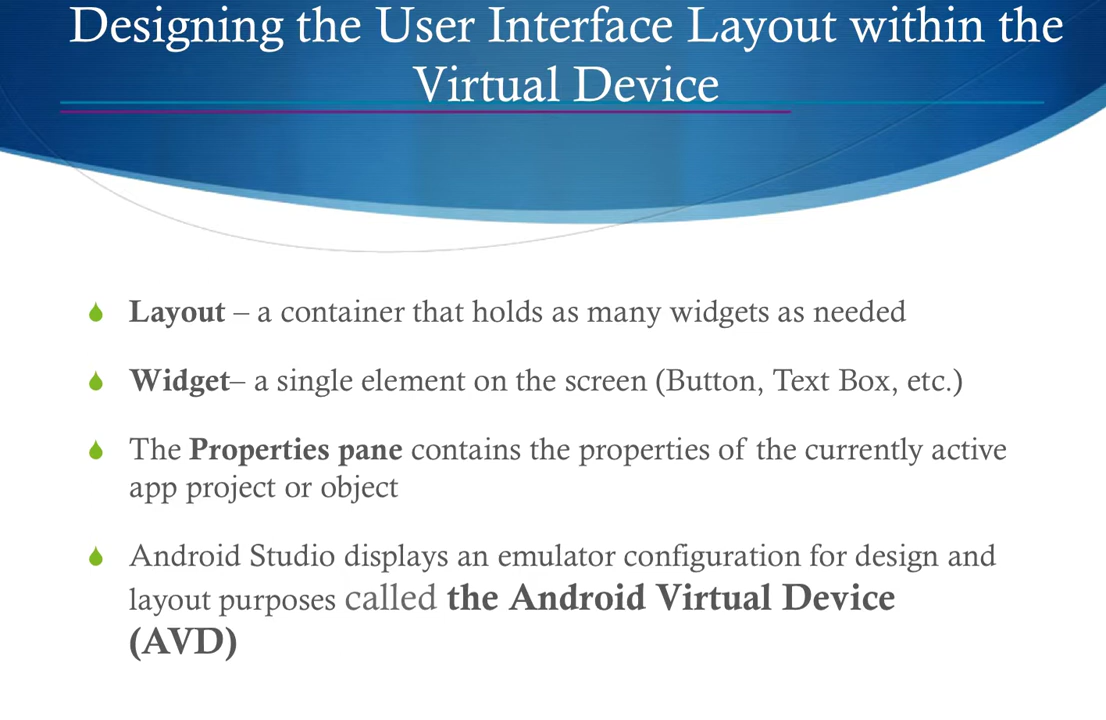 Designing the User Interface Layout within the
Virtual Device
Layout – a container that holds as many widgets as needed
Widget– a single element on the screen (Button, Text Box, etc.)
The Properties pane contains the properties of the currently active
app project or object
Android Studio displays an emulator configuration for design and
layout purposes called the Android Virtual Device
(AVD)